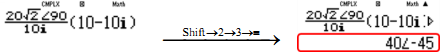 CMPLX Math ▲
20√2∠90
10i
(10-10i)
Shift→2→3→=
CMPLX Math
20√2∠90
10i
(10-10i)▷
40∠-45